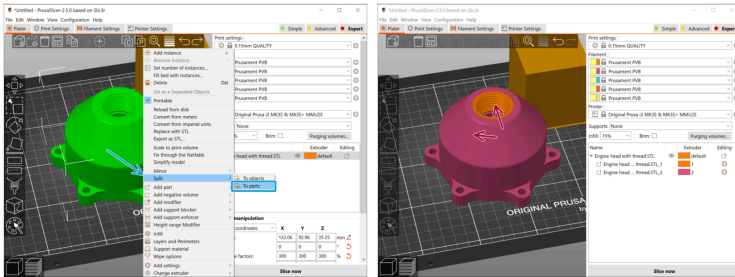 *Untitled - PrusaSlicer-2.5.0 based on Slic3r
File Edit Window View Configuration Help
Plater Print Settings Filament Settings Printer Settings
Simple Advanced Expert
Print settings :
0.15mm QUALITY
Prusament PVB
Prusament PVB
Prusament PVB
Prusament PVB
Original Prusa i3 MK3S & MK3S+ MMU2S
None
% Brim: Purging volumes...
Extruder Editing
head with thread.STL default
Add instance +
Remove instance -
Set number of instances...
Fill bed with instances...
Delete Del
Set as a Separated Objects
Printable
Reload from disk
Convert from meters
Convert from imperial units
Replace with STL
Export as STL...
Scale to print volume
Fix through the Netfabb
Simplify model
Mirror
Split
Add part
Add negative volume
Add modifier
Add support blocker
Add support enforcer
Height range Modifier
Infill
Layers and Perimeters
Support material
Wipe options
Add settings
Change extruder
To objects
To parts
manipulation
coordinates X Y Z
132.06 92.96 35.25 mm
0 0 0 °
factors: 300 300 300 %
Slice now
*Untitled - PrusaSlicer-2.5.0 based on Slic3r
File Edit Window View Configuration Help
Plater Print Settings Filament Settings Printer Settings
Simple Advanced Expert
Print settings :
0.15mm QUALITY
Filament :
Prusament PVB
Prusament PVB
Prusament PVB
Prusament PVB
Prusament PVB
Printer :
Original Prusa i3 MK3S & MK3S+ MMU2S
Supports: None
Infill: 15% Brim: Purging volumes...
Name Extruder Editing
Engine head with thread.STL default
Engine head ... thread.STL_1 1
Engine head ... thread.STL_2 2
ORIGINAL PRUSA
Slice now